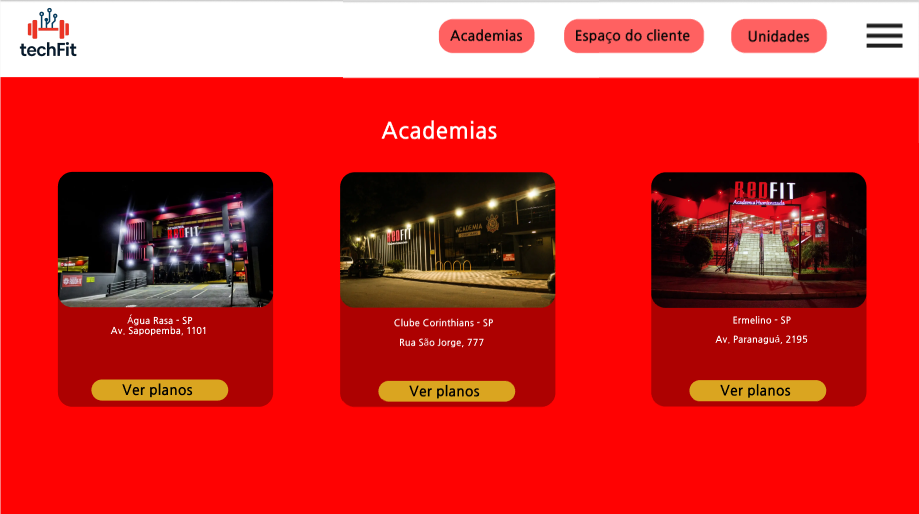 techFit
Academias
Espaço do cliente
Unidades
Academias
REDFIT
REDFIT
ACADEMIA
REDFIT
Academia Humanizada
Água Rasa - SP
Av. Sapopemba, 1101
Clube Corinthians - SP
Rua São Jorge, 777
Ermelino - SP
Av. Paranaguá, 2195
Ver planos
Ver planos
Ver planos